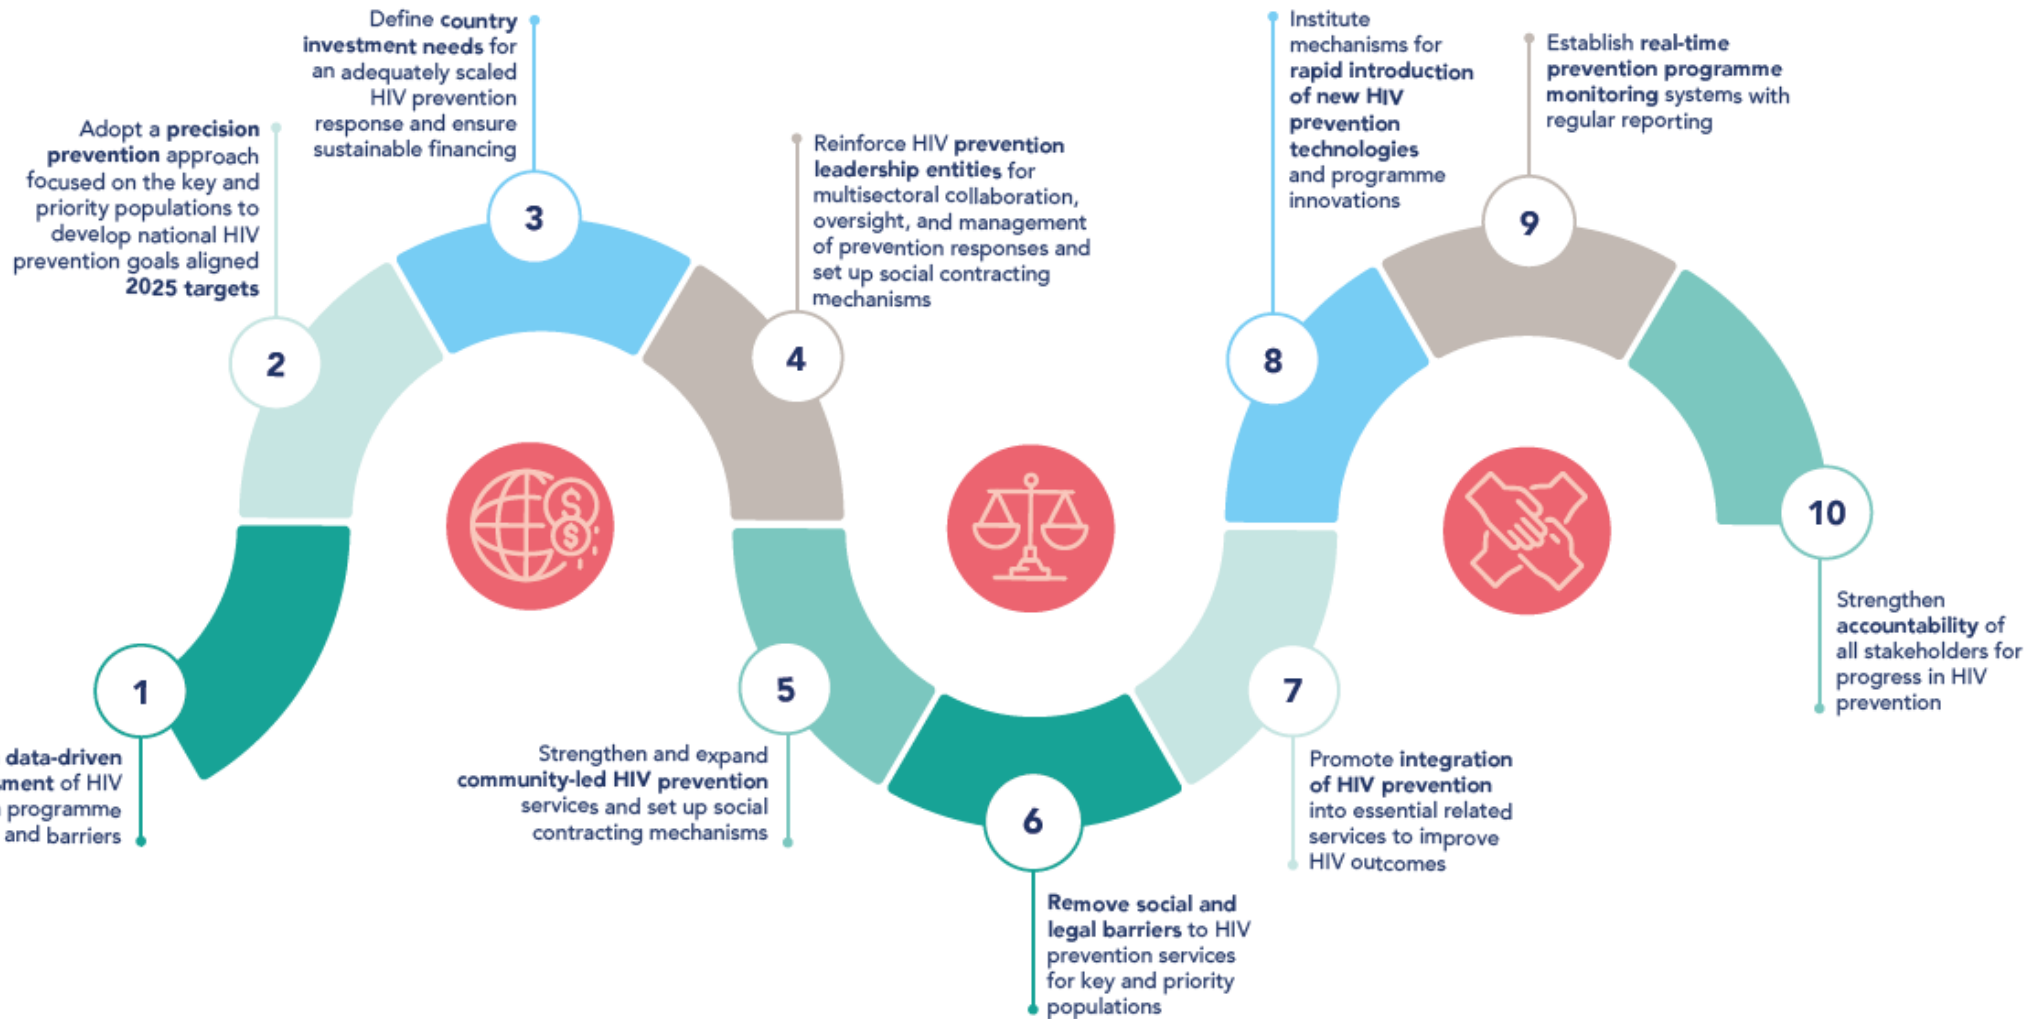 1
data-driven
of HIV
programme
and barriers
2
Adopt a precision
prevention approach
focused on the key and
priority populations to
develop national HIV
prevention goals aligned
2025 targets
3
Define country
investment needs for
an adequately scaled
HIV prevention
response and ensure
sustainable financing
4
Reinforce HIV prevention
leadership entities for
multisectoral collaboration,
oversight, and management
of prevention responses and
set up social contracting
mechanisms
5
Strengthen and expand
community-led HIV prevention
services and set up social
contracting mechanisms
6
Remove social and
legal barriers to HIV
prevention services
for key and priority
populations
7
Promote integration
of HIV prevention
into essential related
services to improve
HIV outcomes
8
Institute
mechanisms for
rapid introduction
of new HIV
prevention
technologies
and programme
innovations
9
Establish real-time
prevention programme
monitoring systems with
regular reporting
10
Strengthen
accountability of
all stakeholders for
progress in HIV
prevention
$
$